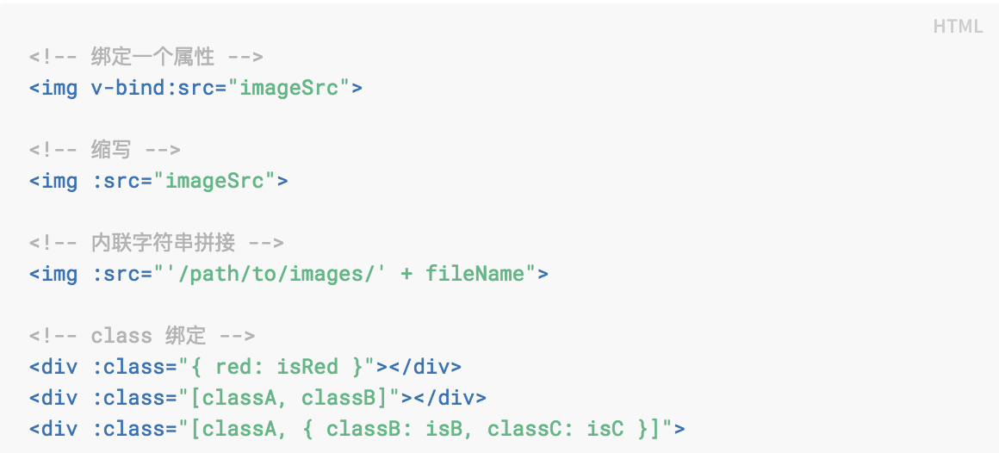 HTML
<!-- 绑定一个属性 -->
<img v-bind:src="imageSrc">
<!-- 缩写 -->
<img :src="imageSrc">
<!-- 内联字符串拼接 -->
<img :src="'/path/to/images/' + fileName">
<!-- class 绑定 -->
<div :class="{ red: isRed }"></div>
<div :class="[classA, classB]"></div>
<div :class="[classA, { classB: isB, classC: isC }]">